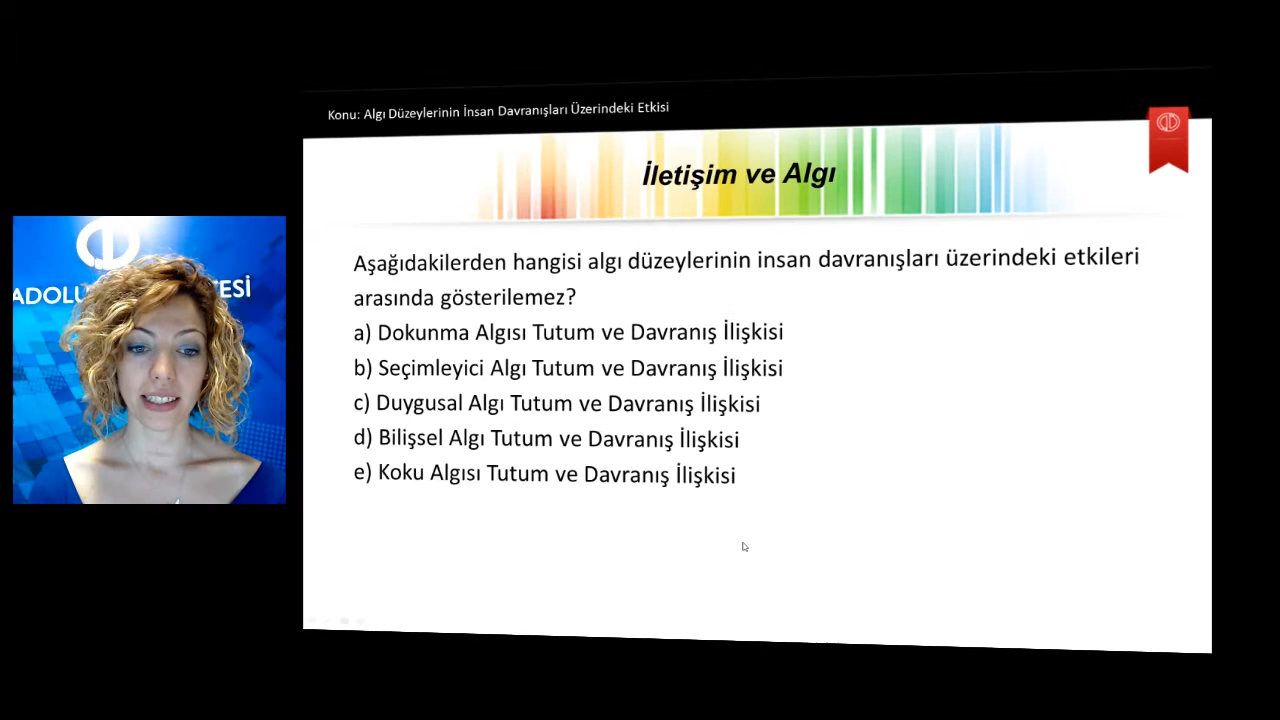 Konu: Algı Düzeylerinin İnsan Davranışları Üzerindeki Etkisi
İletişim ve Algı
ADOLU
ESİ
Aşağıdakilerden hangisi algı düzeylerinin insan davranışları üzerindeki etkileri
arasında gösterilemez?
a) Dokunma Algısı Tutum ve Davranış İlişkisi
b) Seçimleyici Algı Tutum ve Davranış İlişkisi
c) Duygusal Algı Tutum ve Davranış İlişkisi
d) Bilişsel Algı Tutum ve Davranış İlişkisi
e) Koku Algısı Tutum ve Davranış İlişkisi